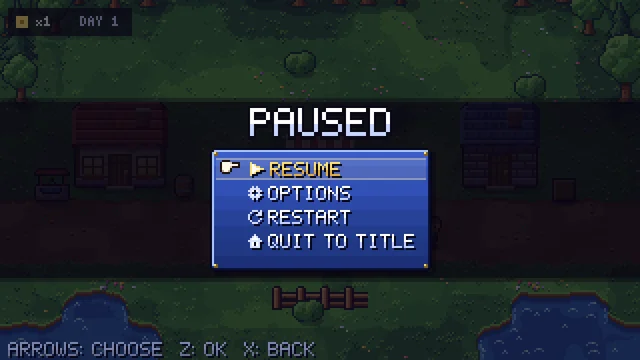 x1 DAY 1
PAUSED
RESUME
OPTIONS
RESTART
QUIT TO TITLE
ARROWS: CHOOSE Z: OK X: BACK